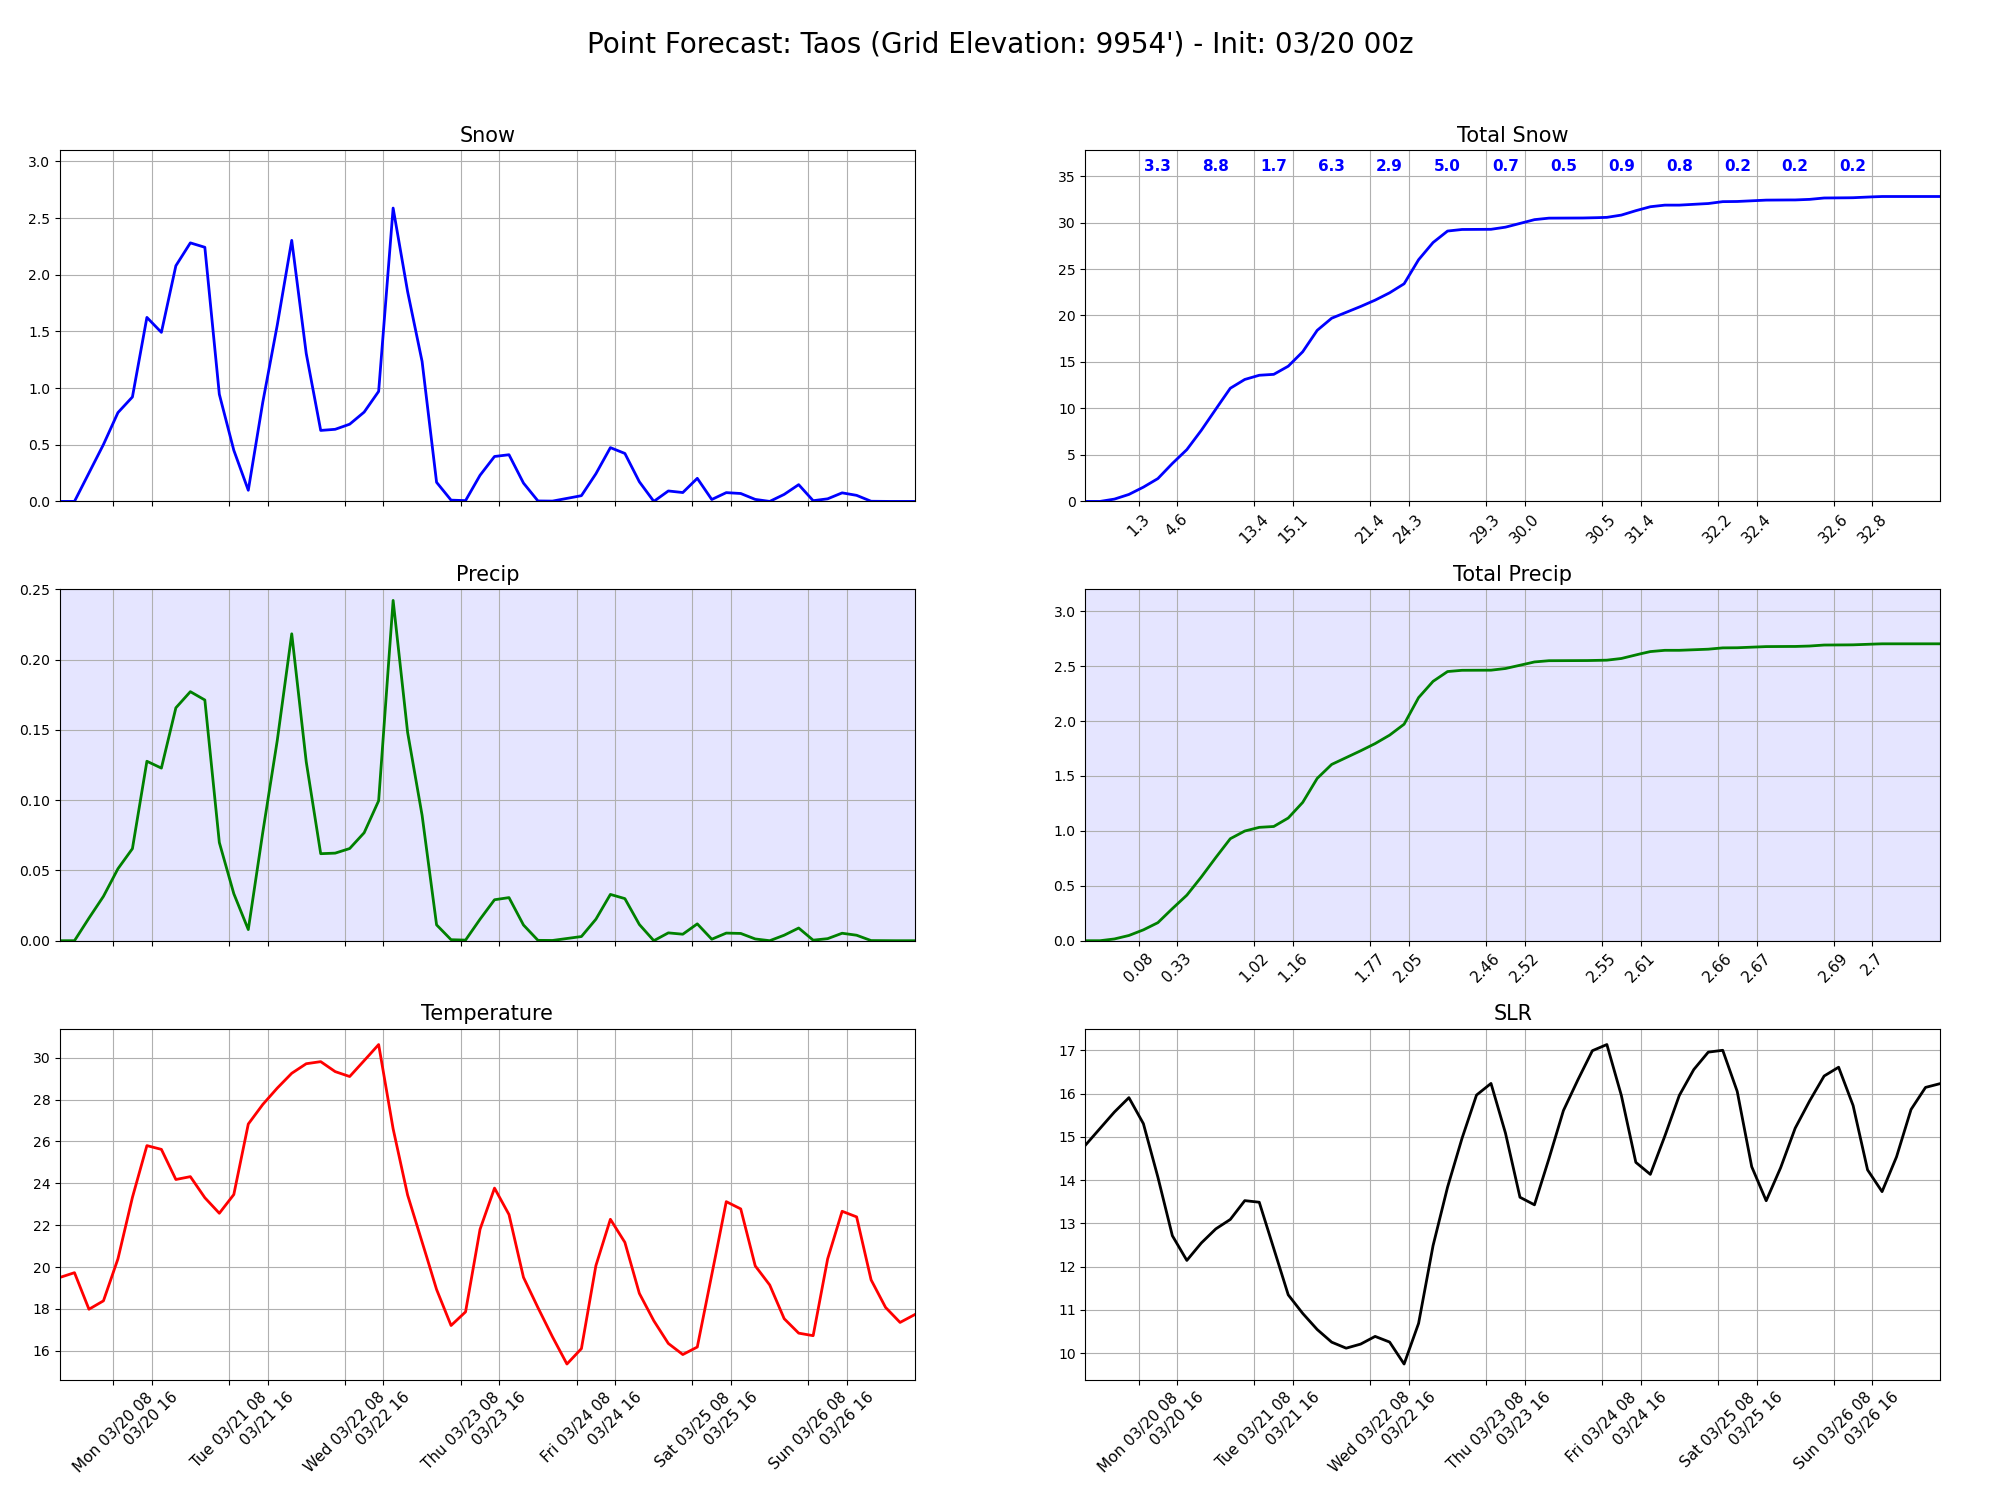 Point Forecast: Taos (Grid Elevation: 9954') - Init: 03/20 00z
Snow
3.0
2.5
2.0
1.5
1.0
0.5
0.0
Total Snow
3.3 8.8 1.7 6.3 2.9 5.0 0.7 0.5 0.9 0.8 0.2 0.2 0.2
35
30
25
20
15
10
5
0
1.3 4.6 13.4 15.1 21.4 24.3 29.3 30.0 30.5 31.4 32.2 32.4 32.6 32.8
Precip
0.25
0.20
0.15
0.10
0.05
0.00
Total Precip
3.0
2.5
2.0
1.5
1.0
0.5
0.0
0.08 0.33 1.02 1.16 1.77 2.05 2.46 2.52 2.55 2.61 2.66 2.67 2.69 2.7
Temperature
30
28
26
24
22
20
18
16
Mon 03/20 08
03/20 16
Tue 03/21 08
03/21 16
Wed 03/22 08
03/22 16
Thu 03/23 08
03/23 16
Fri 03/24 08
03/24 16
Sat 03/25 08
03/25 16
Sun 03/26 08
03/26 16
SLR
17
16
15
14
13
12
11
10
Mon 03/20 08
03/20 16
Tue 03/21 08
03/21 16
Wed 03/22 08
03/22 16
Thu 03/23 08
03/23 16
Fri 03/24 08
03/24 16
Sat 03/25 08
03/25 16
Sun 03/26 08
03/26 16